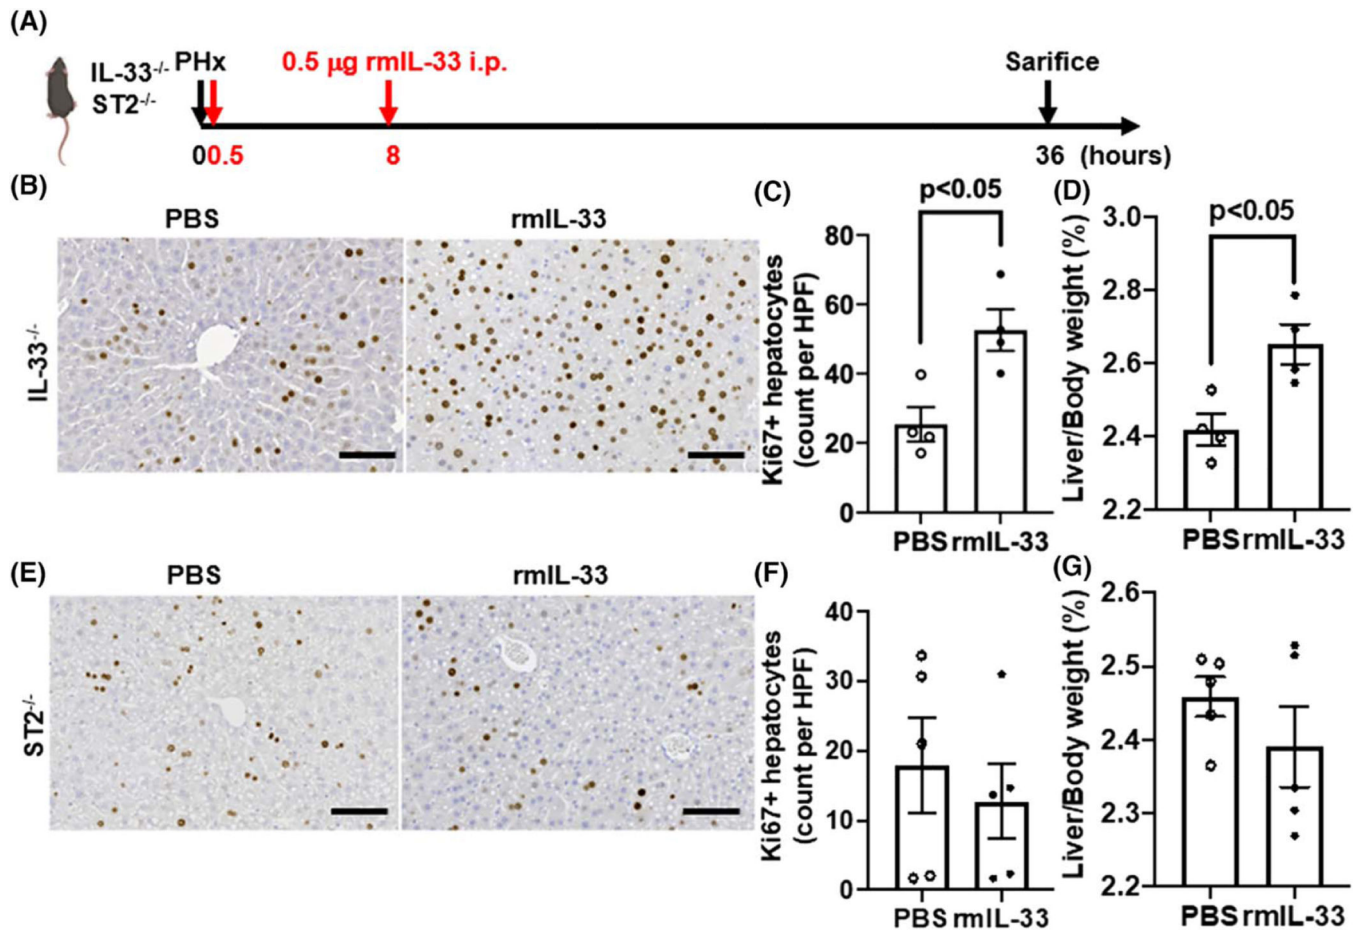 (A)
IL-33-/-
ST2-/-
PHx
0.5 μg rmIL-33 i.p.
Sarifice
0 0.5 8 36 (hours)
(B)
PBS rmIL-33
IL-33-/-
(C)
p<0.05
Ki67+ hepatocytes
(count per HPF)
80
60
40
20
0
PBS rmIL-33
(D)
p<0.05
Liver/Body weight (%)
3.0
2.8
2.6
2.4
2.2
PBS rmIL-33
(E)
PBS rmIL-33
ST2-/-
(F)
Ki67+ hepatocytes
(count per HPF)
40
30
20
10
0
PBS rmIL-33
(G)
Liver/Body weight (%)
2.6
2.5
2.4
2.3
2.2
PBS rmIL-33